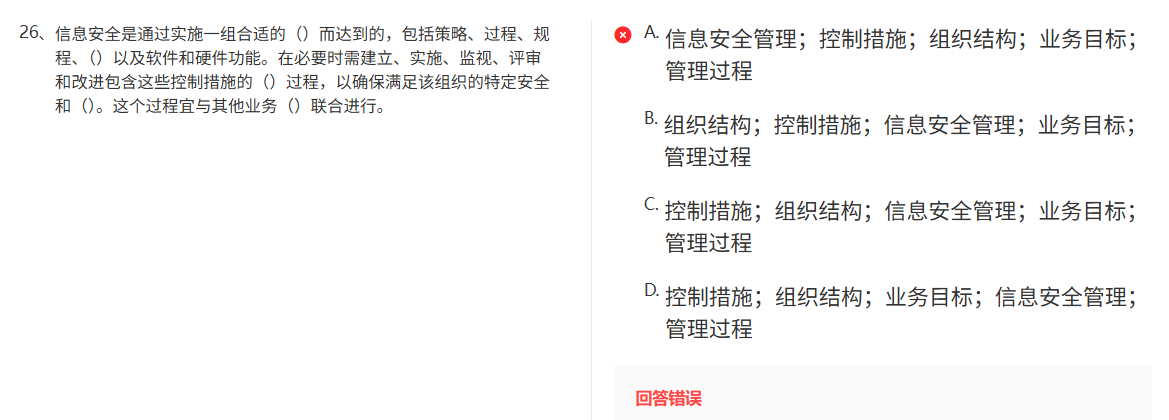 26、信息安全是通过实施一组合适的（）而达到的，包括策略、过程、规
程、（）以及软件和硬件功能。在必要时需建立、实施、监视、评审
和改进包含这些控制措施的（）过程，以确保满足该组织的特定安全
和（）。这个过程宜与其他业务（）联合进行。
A. 信息安全管理；控制措施；组织结构；业务目标；
管理过程
B. 组织结构；控制措施；信息安全管理；业务目标；
管理过程
C. 控制措施；组织结构；信息安全管理；业务目标；
管理过程
D. 控制措施；组织结构；业务目标；信息安全管理；
管理过程
回答错误